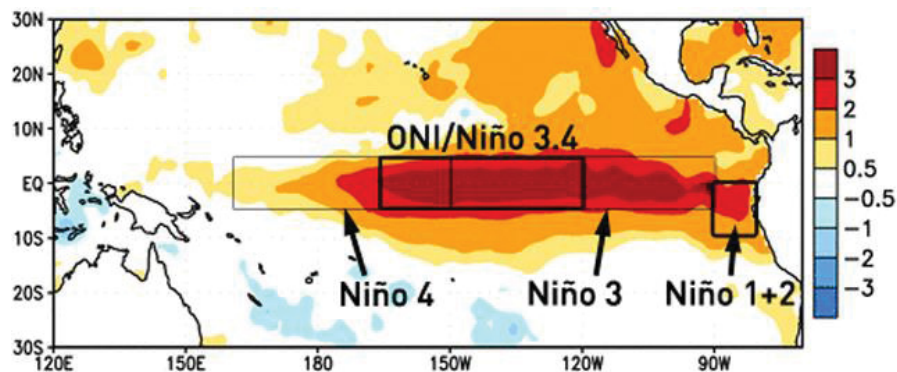 30N
20N
10N
EQ
10S
20S
30S
ONI/Niño 3.4
Niño 4
Niño 3
Niño 1+2
120E 150E 180 150W 120W 90W
3
2
1
0.5
−0.5
−1
−2
−3